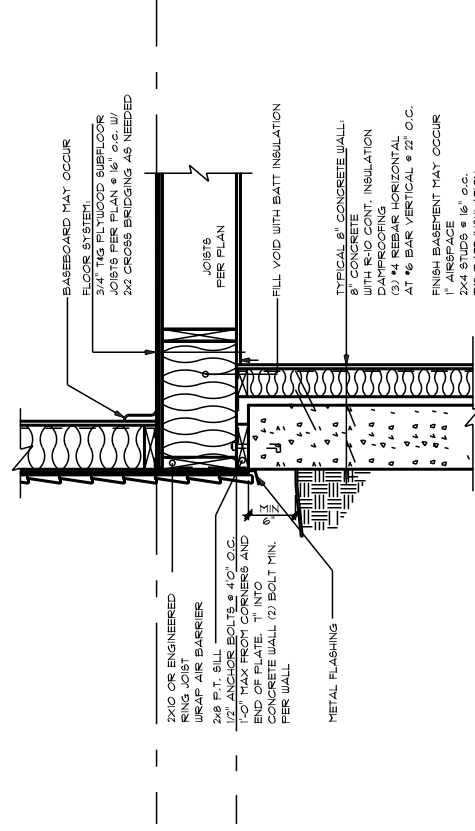 BASEBOARD MAY OCCUR
FLOOR SYSTEM:
3/4" T&G PLYWOOD SUBFLOOR
JOISTS PER PLAN @ 16" O.C. W/
2x2 CROSS BRIDGING AS NEEDED
JOISTS
PER PLAN
FILL VOID WITH BATT INSULATION
TYPICAL 8" CONCRETE WALL:
8" CONCRETE
WITH R-10 CONT. INSULATION
DAMPROOFING
(3) #4 REBAR HORIZONTAL
AT #6 BAR VERTICAL @ 22" O.C.
FINISH BASEMENT MAY OCCUR
1" AIRSPACE
2X4 STUDS @ 16" O.C.
2X10 OR ENGINEERED
RING JOIST
WRAP AIR BARRIER
2x8 P.T. SILL
1/2" ANCHOR BOLTS @ 4'0" O.C.
1'-0" MAX FROM CORNERS AND
END OF PLATE. 7" INTO
CONCRETE WALL (2) BOLT MIN.
PER WALL
METAL FLASHING
MIN
6"